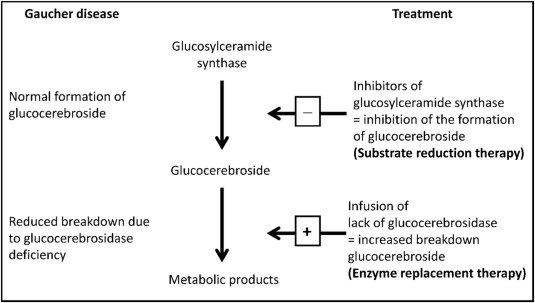 Gaucher disease
Treatment
Glucosylceramide
synthase
Normal formation of
glucocerebroside
−
Inhibitors of
glucosylceramide synthase
= inhibition of the formation
of glucocerebroside
(Substrate reduction therapy)
Glucocerebroside
Reduced breakdown due
to glucocerebrosidase
deficiency
+
Infusion of
lack of glucocerebrosidase
= increased breakdown
glucocerebroside
(Enzyme replacement therapy)
Metabolic products